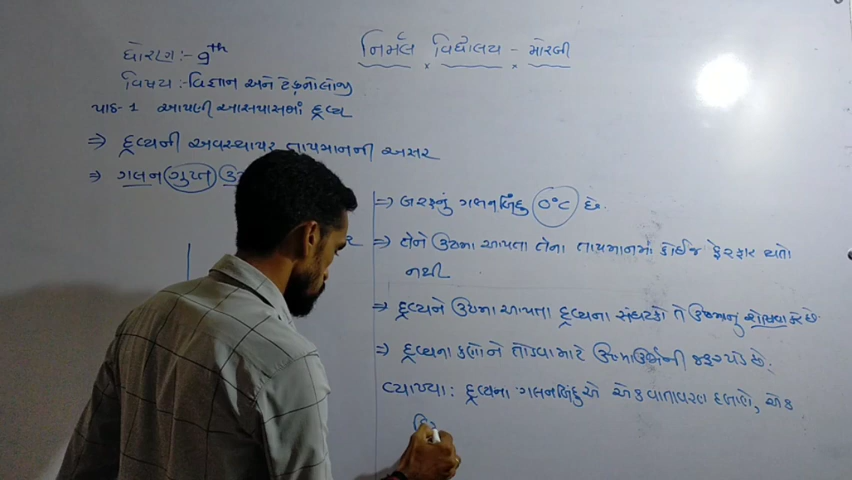 નિર્મલ વિદ્યાલય - મોરબી
ધોરણ :- 9th
વિષય :- વિજ્ઞાન અને ટેકનોલોજી
પાઠ- 1 આપણી આસપાસમાં દ્રવ્ય
⇒ દ્રવ્યની અવસ્થાપર તાપમાનની અસર
⇒ ગલન ગુપ્ત
⇒ બરફનું ગલનબિંદુ 0°C છે.
⇒ તેને ઉષ્મા આપતા તેના તાપમાનમાં કોઈજ ફેરફાર થતો
નથી
⇒ દ્રવ્યને ઉષ્મા આપતા દ્રવ્યના સંઘટકો તે ઉષ્માનું શોષણ કરે છે
⇒ દ્રવ્યના કણોને તોડવા માટે ઉષ્માઉર્જાની જરૂર પડે છે.
વ્યાખ્યા : દ્રવ્યના ગલનબિંદુએ એક વાતાવરણ દબાણે, એક
કિ